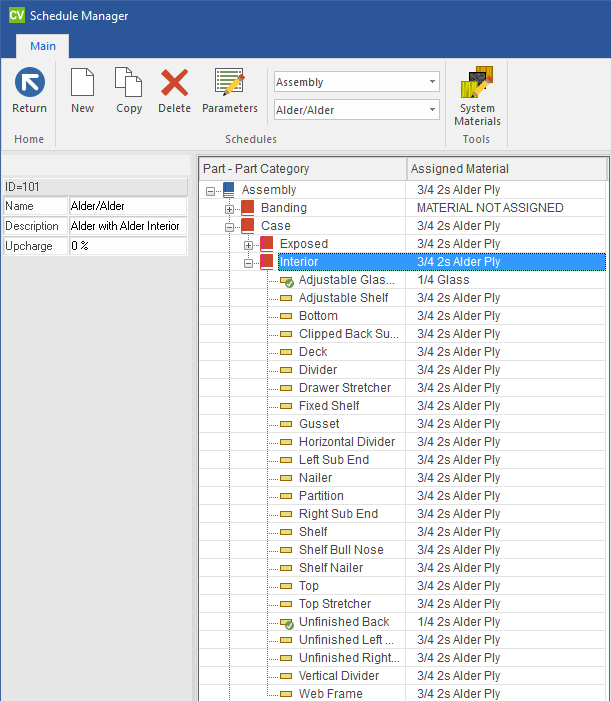 CV Schedule Manager
Main
Return
New
Copy
Delete
Parameters
Assembly
Alder/Alder
System Materials
Home
Schedules
Tools
ID=101
Name Alder/Alder
Description Alder with Alder Interior
Upcharge 0 %
Part - Part Category Assigned Material
Assembly 3/4 2s Alder Ply
Banding MATERIAL NOT ASSIGNED
Case 3/4 2s Alder Ply
Exposed 3/4 2s Alder Ply
Interior 3/4 2s Alder Ply
Adjustable Glas... 1/4 Glass
Adjustable Shelf 3/4 2s Alder Ply
Bottom 3/4 2s Alder Ply
Clipped Back Su... 3/4 2s Alder Ply
Deck 3/4 2s Alder Ply
Divider 3/4 2s Alder Ply
Drawer Stretcher 3/4 2s Alder Ply
Fixed Shelf 3/4 2s Alder Ply
Gusset 3/4 2s Alder Ply
Horizontal Divider 3/4 2s Alder Ply
Left Sub End 3/4 2s Alder Ply
Nailer 3/4 2s Alder Ply
Partition 3/4 2s Alder Ply
Right Sub End 3/4 2s Alder Ply
Shelf 3/4 2s Alder Ply
Shelf Bull Nose 3/4 2s Alder Ply
Shelf Nailer 3/4 2s Alder Ply
Top 3/4 2s Alder Ply
Top Stretcher 3/4 2s Alder Ply
Unfinished Back 1/4 2s Alder Ply
Unfinished Left ... 3/4 2s Alder Ply
Unfinished Right... 3/4 2s Alder Ply
Vertical Divider 3/4 2s Alder Ply
Web Frame 3/4 2s Alder Ply